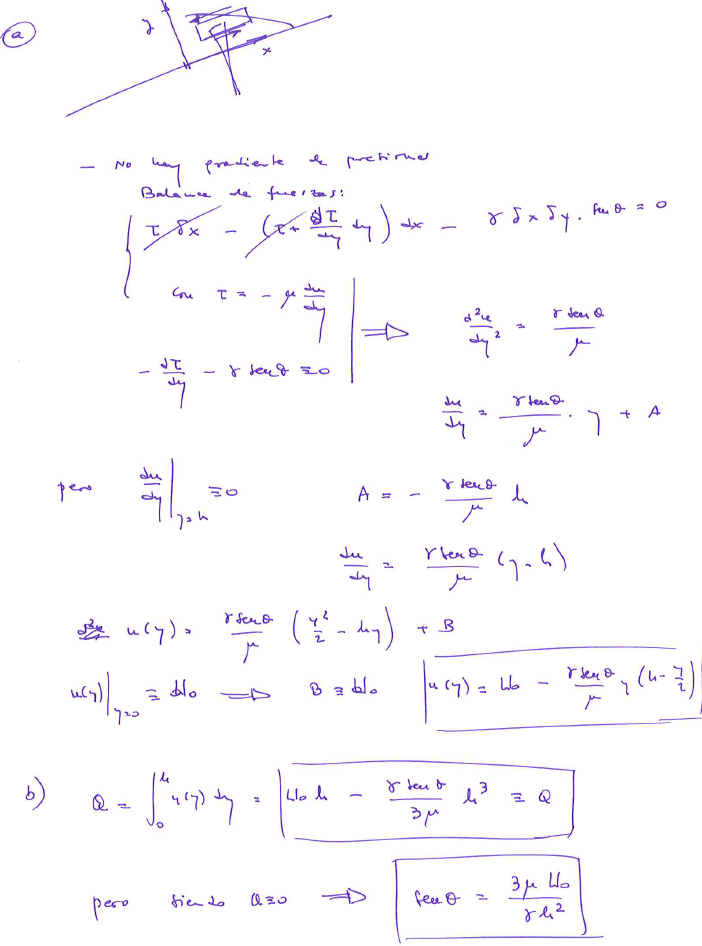 a
y
x
- No hay gradiente de presiones
Balance de fuerzas:
τ δx - (τ + dτ/dy dy) dx - γ δx δy . sen θ = 0
Con τ = - μ du/dy ⟹ d²u/dy² = γ sen θ / μ
- dτ/dy - γ sen θ ≡ 0
du/dy = γ sen θ / μ . y + A
pero du/dy |y=h ≡ 0 A = - γ sen θ / μ h
du/dy = γ sen θ / μ (y - h)
u(y) = γ sen θ / μ (y²/2 - hy) + B
u(y)|y=0 ≡ U₀ ⟹ B ≡ U₀ u(y) = U₀ - γ sen θ / μ y (h - y/2)
b) Q = ∫₀ʰ u(y) dy = U₀ h - γ sen θ / 3μ h³ ≡ Q
pero siendo Q ≡ 0 ⟹ sen θ = 3 μ U₀ / γ h²